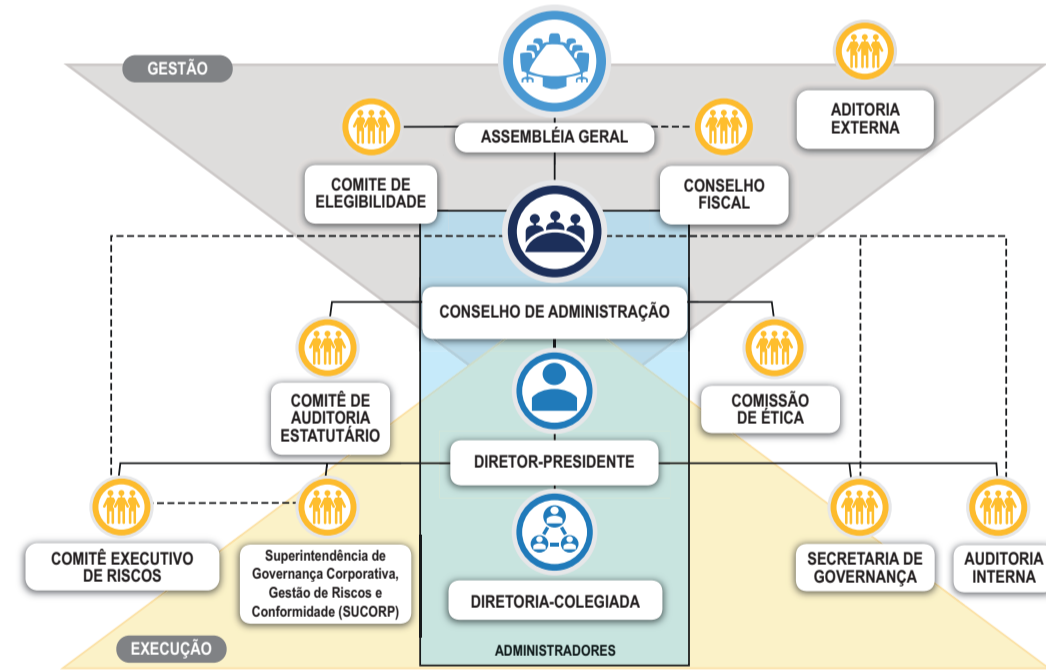 GESTÃO
ASSEMBLÉIA GERAL
ADITORIA
EXTERNA
COMITE DE
ELEGIBILIDADE
CONSELHO
FISCAL
CONSELHO DE ADMINISTRAÇÃO
COMITÊ DE
AUDITORIA
ESTATUTÁRIO
COMISSÃO
DE ÉTICA
DIRETOR-PRESIDENTE
COMITÊ EXECUTIVO
DE RISCOS
Superintendência de
Governança Corporativa,
Gestão de Riscos e
Conformidade (SUCORP)
DIRETORIA-COLEGIADA
SECRETARIA DE
GOVERNANÇA
AUDITORIA
INTERNA
EXECUÇÃO
ADMINISTRADORES